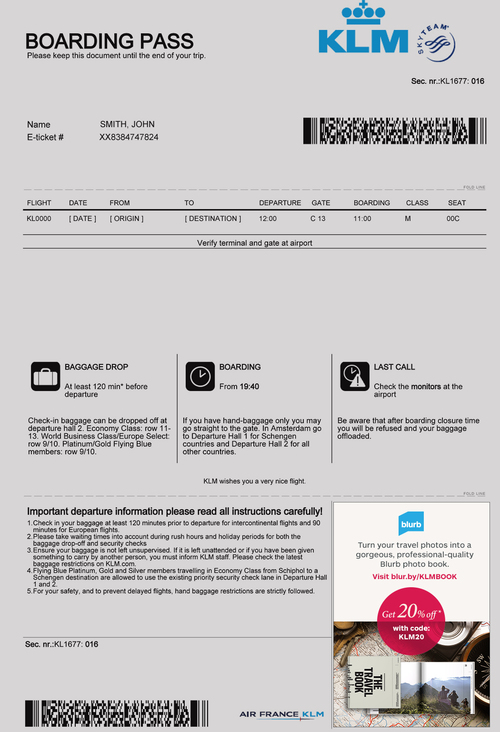 BOARDING PASS
Please keep this document until the end of your trip.
KLM
SKYTEAM
Sec. nr.:KL1677: 016
Name SMITH, JOHN
E-ticket # XX8384747824
FOLD LINE
FLIGHT DATE FROM TO DEPARTURE GATE BOARDING CLASS SEAT
KL0000 [ DATE ] [ ORIGIN ] [ DESTINATION ] 12:00 C 13 11:00 M 00C
Verify terminal and gate at airport
BAGGAGE DROP
At least 120 min* before
departure
Check-in baggage can be dropped off at
departure hall 2. Economy Class: row 11-
13. World Business Class/Europe Select:
row 9/10. Platinum/Gold Flying Blue
members: row 9/10.
BOARDING
From 19:40
If you have hand-baggage only you may
go straight to the gate. In Amsterdam go
to Departure Hall 1 for Schengen
countries and Departure Hall 2 for all
other countries.
LAST CALL
Check the monitors at the
airport
Be aware that after boarding closure time
you will be refused and your baggage
offloaded.
KLM wishes you a very nice flight.
FOLD LINE
Important departure information please read all instructions carefully!
1.Check in your baggage at least 120 minutes prior to departure for intercontinental flights and 90
minutes for European flights.
2.Please take waiting times into account during rush hours and holiday periods for both the
baggage drop-off and security checks
3.Ensure your baggage is not left unsupervised. If it is left unattended or if you have been given
something to carry by another person, you must inform KLM staff. Please check the latest
baggage restrictions on KLM.com.
4.Flying Blue Platinum, Gold and Silver members travelling in Economy Class from Schiphol to a
Schengen destination are allowed to use the existing priority security check lane in Departure Hall
1 and 2.
5.For your safety, and to prevent delayed flights, hand baggage restrictions are strictly followed.
blurb
Turn your travel photos into a
gorgeous, professional-quality
Blurb photo book.
Visit blur.by/KLMBOOK
Get 20% off*
with code:
KLM20
THE
TRAVEL
BOOK
Sec. nr.:KL1677: 016
AIR FRANCE KLM